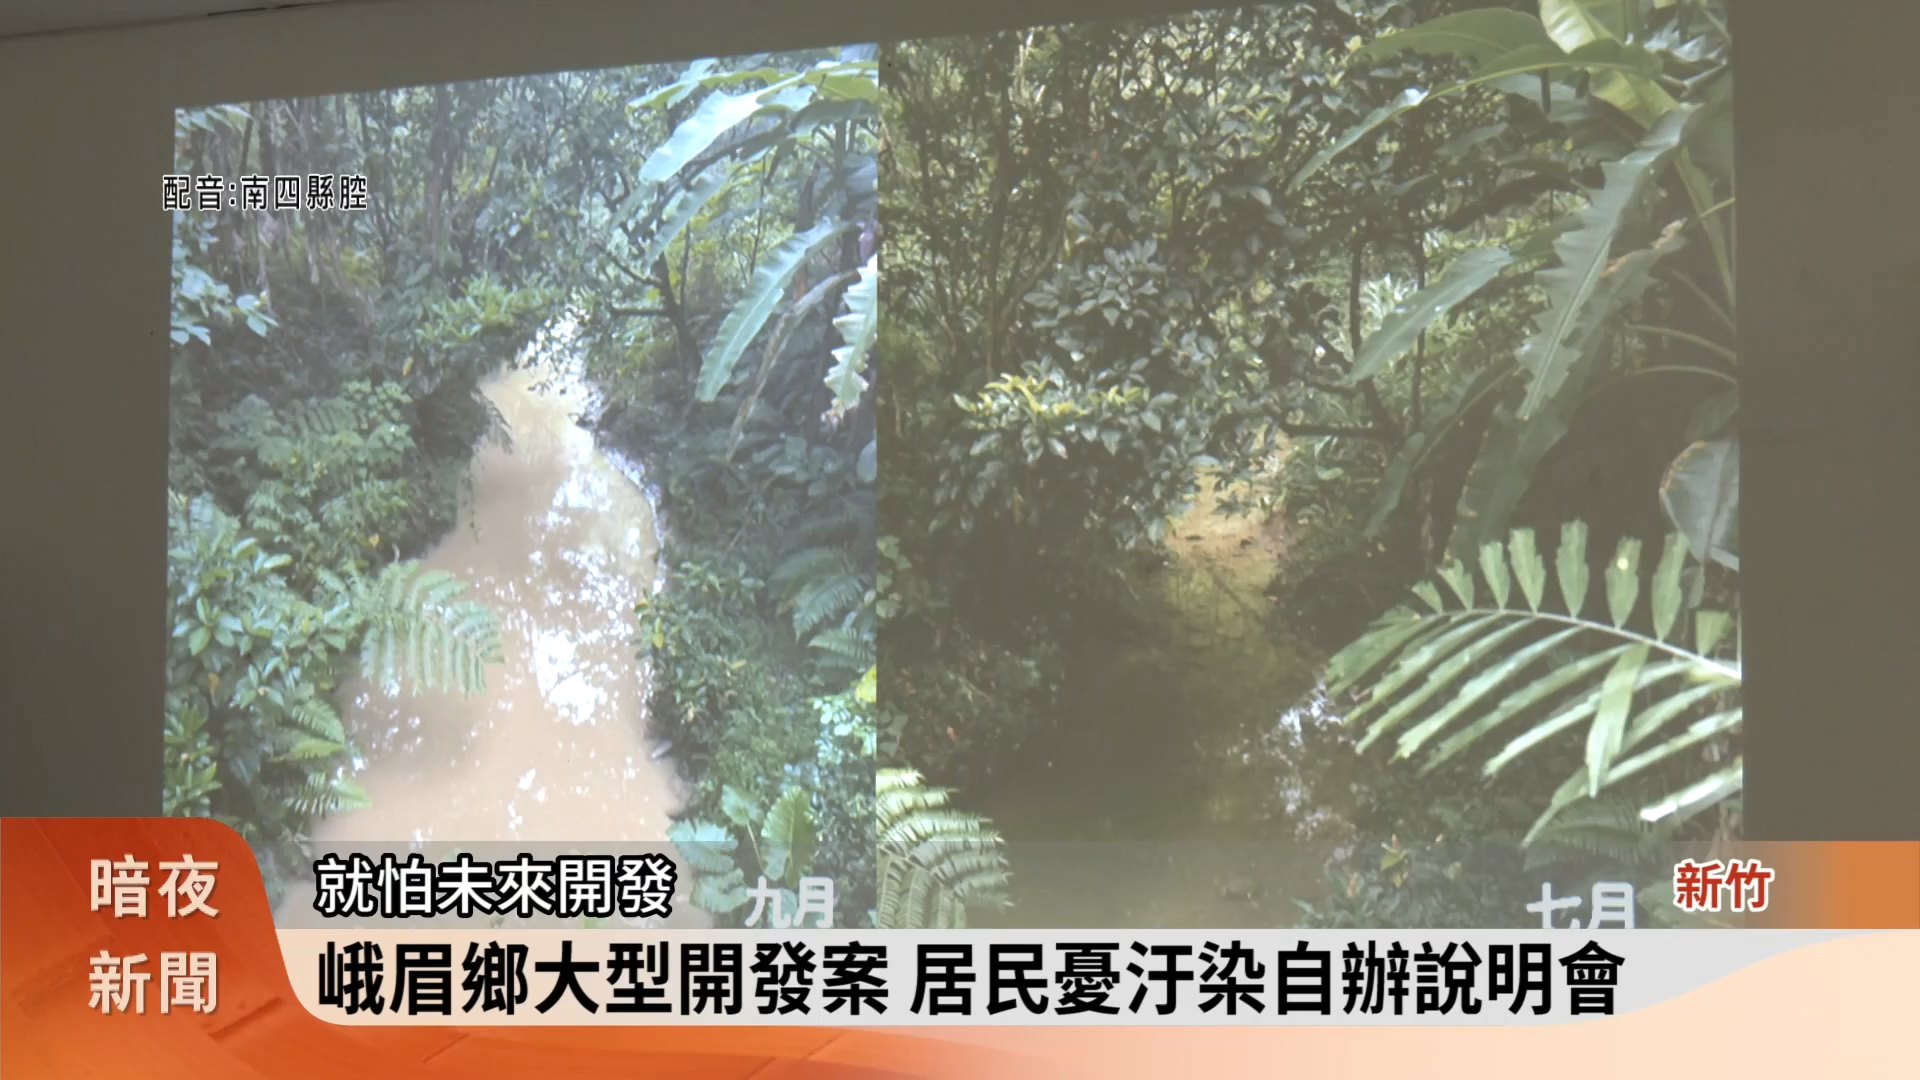 配音:南四縣腔
九月
七月
暗夜
新聞
就怕未來開發
新竹
峨眉鄉大型開發案 居民憂汙染自辦說明會